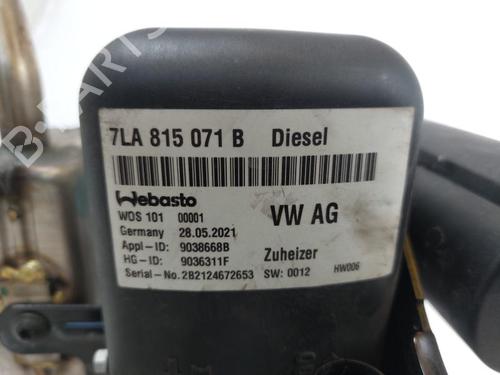 7LA 815 071 B Diesel
Webasto
WDS 101 00001 VW AG
Germany 28.05.2021
Appl-ID: 9038668B Zuheizer
HG-ID: 9036311F
Serial-No.2B2124672653 SW: 0012 HW006